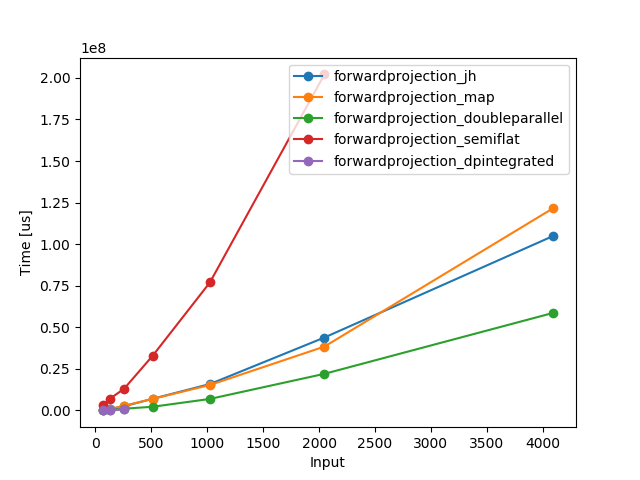 1e8
2.00
1.75
1.50
1.25
1.00
0.75
0.50
0.25
0.00
Time [us]
forwardprojection_jh
forwardprojection_map
forwardprojection_doubleparallel
forwardprojection_semiflat
forwardprojection_dpintegrated
0
500
1000
1500
2000
2500
3000
3500
4000
Input